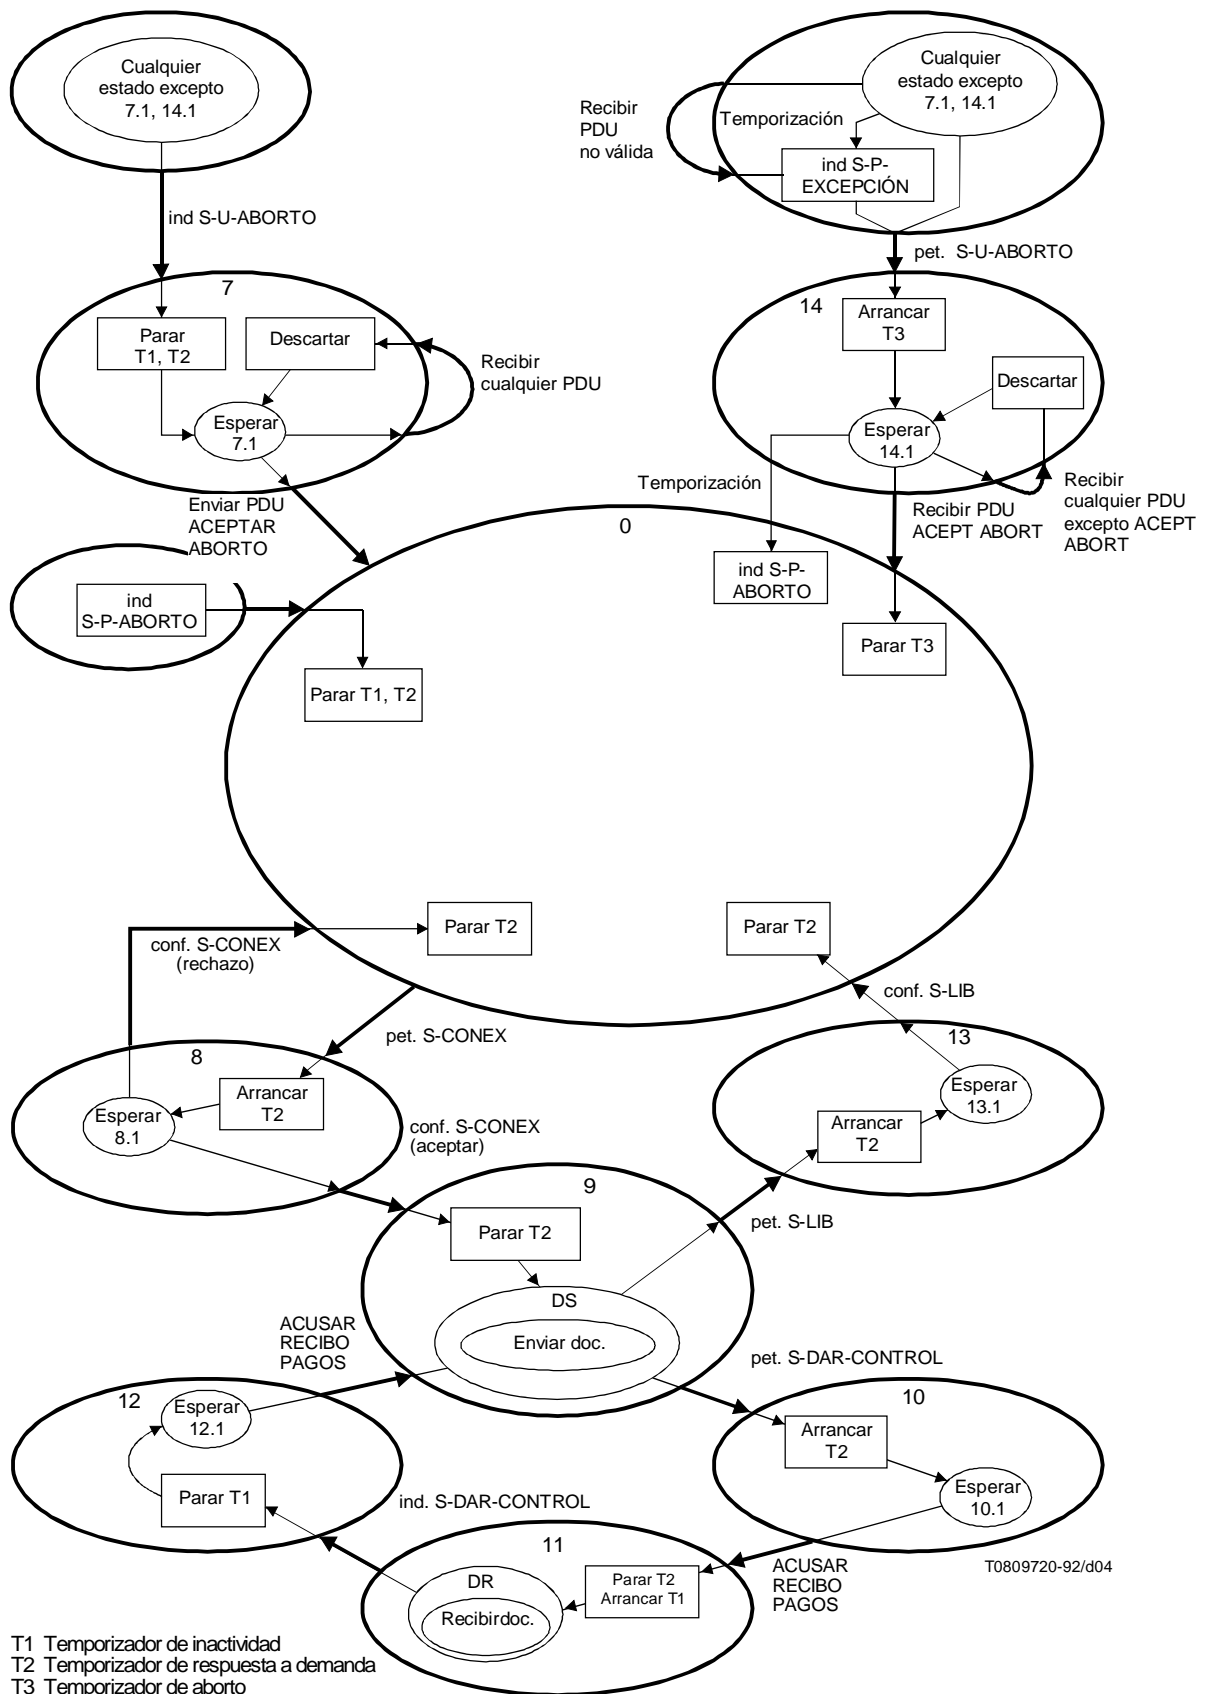 Cualquier
estado excepto
7.1, 14.1
Cualquier
estado excepto
7.1, 14.1
Recibir
PDU
no válida
Temporización
ind S-P-
EXCEPCIÓN
ind S-U-ABORTO
pet. S-U-ABORTO
7
Parar
T1, T2
Descartar
Recibir
cualquier PDU
Esperar
7.1
14
Arrancar
T3
Descartar
Esperar
14.1
Temporización
Enviar PDU
ACEPTAR
ABORTO
Recibir PDU
ACEPT ABORT
Recibir
cualquier PDU
excepto ACEPT
ABORT
0
ind S-P-
ABORTO
ind
S-P-ABORTO
Parar T3
Parar T1, T2
Parar T2
Parar T2
conf. S-CONEX
(rechazo)
conf. S-LIB
pet. S-CONEX
8
Arrancar
T2
Esperar
8.1
conf. S-CONEX
(aceptar)
13
Esperar
13.1
Arrancar
T2
9
Parar T2
pet. S-LIB
DS
Enviar doc.
ACUSAR
RECIBO
PAGOS
pet. S-DAR-CONTROL
12
Esperar
12.1
Parar T1
10
Arrancar
T2
Esperar
10.1
ind. S-DAR-CONTROL
11
DR
Recibirdoc.
Parar T2
Arrancar T1
ACUSAR
RECIBO
PAGOS
T0809720-92/d04
T1 Temporizador de inactividad
T2 Temporizador de respuesta a demanda
T3 Temporizador de aborto